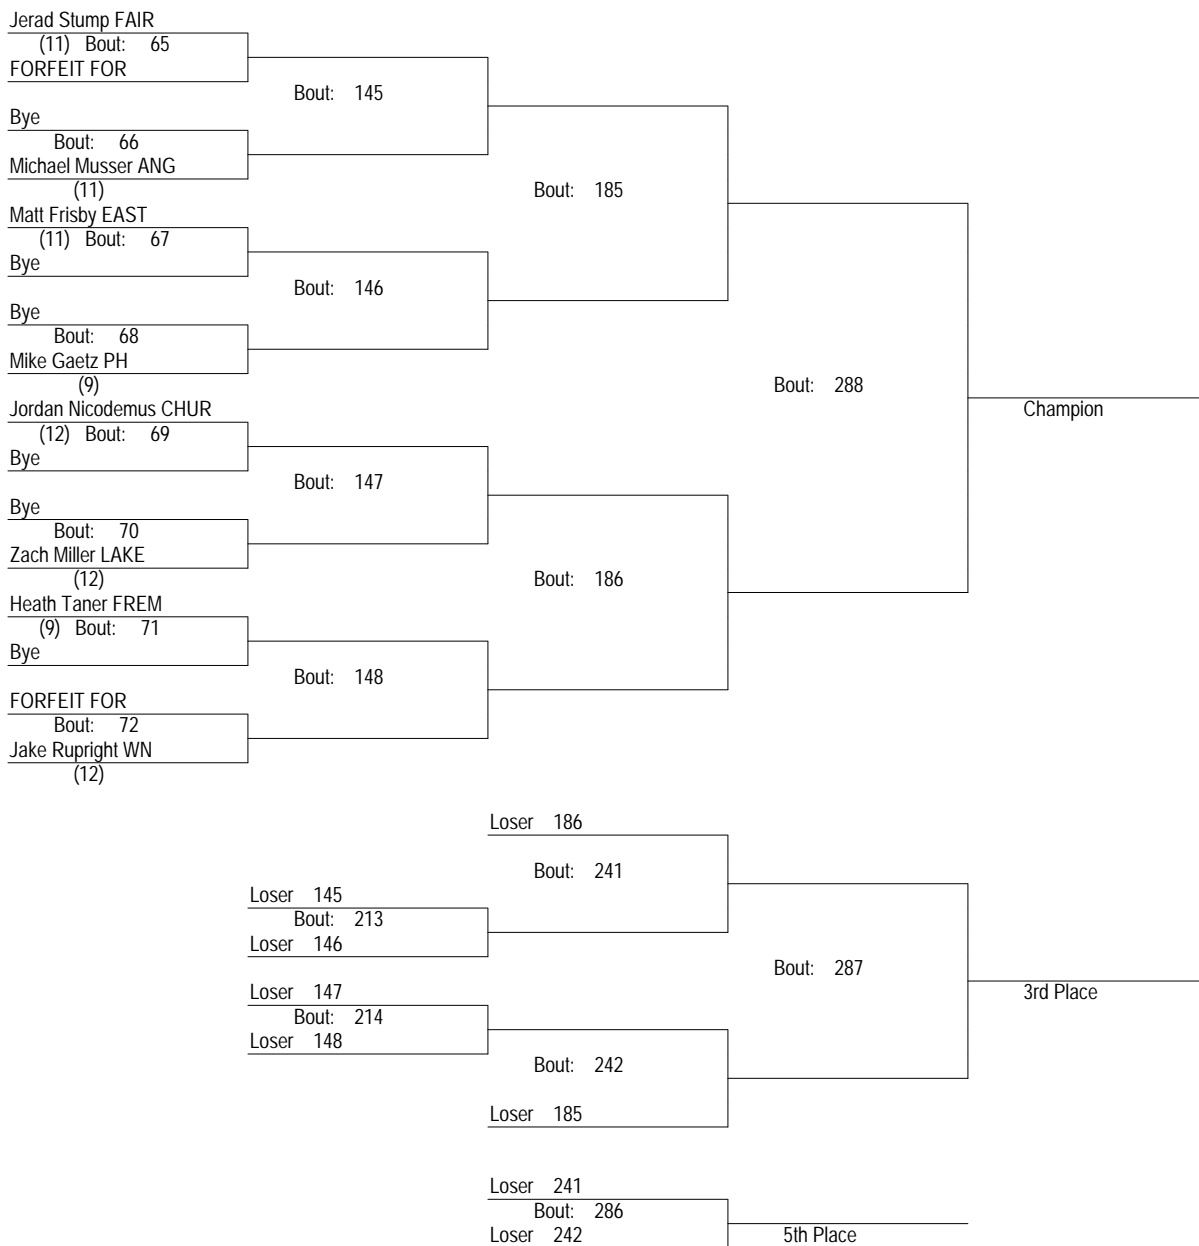 Jerad Stump FAIR
(11) Bout: 65
FORFEIT FOR
Bout: 145
Bye
Bout: 66
Michael Musser ANG
(11)
Bout: 185
Matt Frisby EAST
(11) Bout: 67
Bye
Bout: 146
Bye
Bout: 68
Mike Gaetz PH
(9)
Bout: 288
Jordan Nicodemus CHUR
Champion
(12) Bout: 69
Bye
Bout: 147
Bye
Bout: 70
Zach Miller LAKE
(12)
Bout: 186
Heath Taner FREM
(9) Bout: 71
Bye
Bout: 148
FORFEIT FOR
Bout: 72
Jake Rupright WN
(12)
Loser 186
Bout: 241
Loser 145
Bout: 213
Loser 146
Bout: 287
Loser 147
3rd Place
Bout: 214
Loser 148
Bout: 242
Loser 185
Loser 241
Bout: 286
Loser 242
5th Place